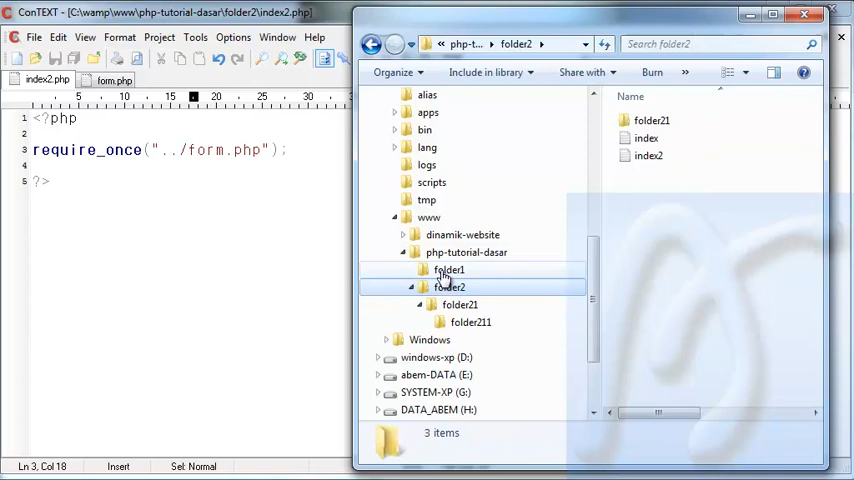 ConTEXT - [C:\wamp\www\php-tutorial-dasar\folder2\index2.php]
File Edit View Format Project Tools Options Window Help
index2.php form.php
0 5 10 15 20 25 30
1 <?php
2
3 require_once("../form.php");
4
5 ?>
Ln 3, Col 18 Insert Sel: Normal
« php-t... folder2 Search folder2
Organize Include in library Share with Burn »
alias
apps
bin
lang
logs
scripts
tmp
www
dinamik-website
php-tutorial-dasar
folder1
folder2
folder21
folder211
Windows
windows-xp (D:)
abem-DATA (E:)
SYSTEM-XP (G:)
DATA_ABEM (H:)
Name
folder21
index
index2
3 items